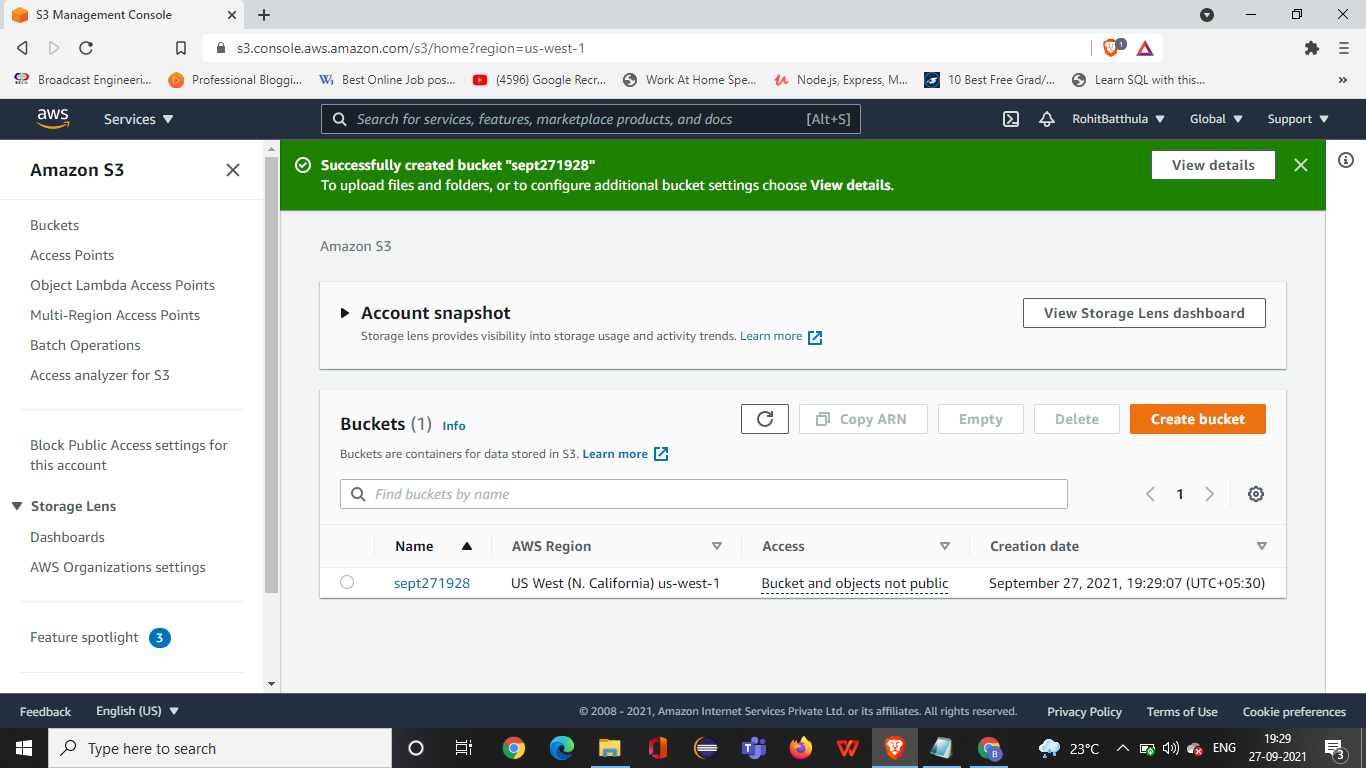 S3 Management Console
s3.console.aws.amazon.com/s3/home?region=us-west-1
1
Broadcast Engineeri...
Professional Bloggi...
Best Online Job pos...
(4596) Google Recr...
Work At Home Spe...
Node.js, Express, M...
10 Best Free Grad/...
Learn SQL with this...
»
aws
Services
Search for services, features, marketplace products, and docs
[Alt+S]
RohitBatthula
Global
Support
Amazon S3
Buckets
Access Points
Object Lambda Access Points
Multi-Region Access Points
Batch Operations
Access analyzer for S3
Block Public Access settings for
this account
Storage Lens
Dashboards
AWS Organizations settings
Feature spotlight 3
Successfully created bucket "sept271928"
To upload files and folders, or to configure additional bucket settings choose View details.
View details
Amazon S3
Account snapshot
Storage lens provides visibility into storage usage and activity trends. Learn more
View Storage Lens dashboard
Buckets (1) Info
Buckets are containers for data stored in S3. Learn more
Copy ARN
Empty
Delete
Create bucket
Find buckets by name
1
Name AWS Region Access Creation date
sept271928 US West (N. California) us-west-1 Bucket and objects not public September 27, 2021, 19:29:07 (UTC+05:30)
Feedback
English (US)
© 2008 - 2021, Amazon Internet Services Private Ltd. or its affiliates. All rights reserved.
Privacy Policy
Terms of Use
Cookie preferences
Type here to search
23°C
ENG
19:29
27-09-2021
3